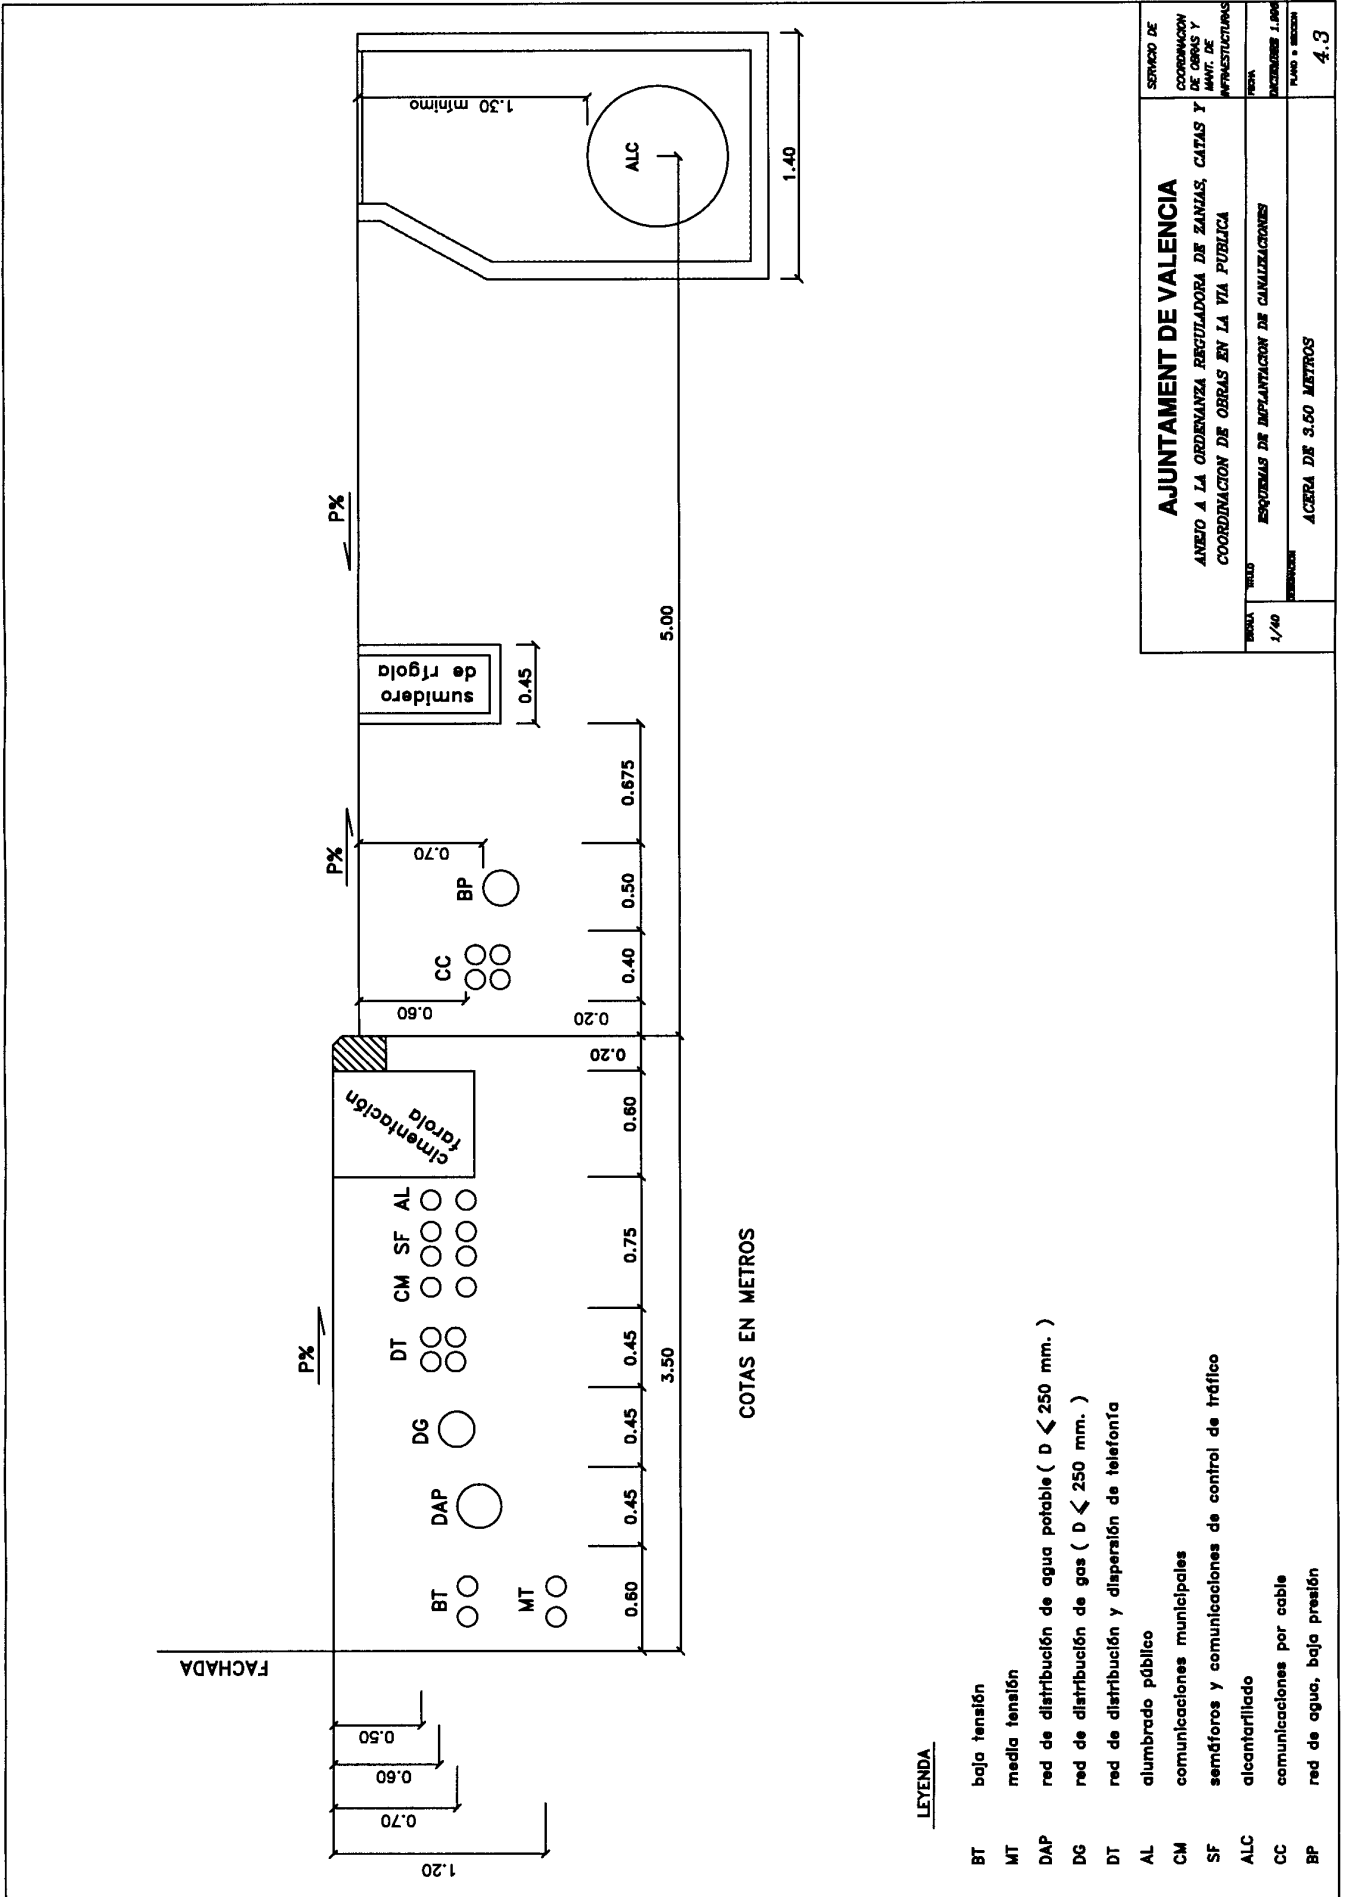 FACHADA
0.50
0.60
0.70
1.20
P%
P%
P%
BT
MT
DAP
DG
DT
CM
SF
AL
cimentación
farola
CC
BP
0.60
0.70
sumidero
de rígola
0.45
ALC
1.30 mínimo
1.40
0.60
0.45
0.45
0.45
0.75
0.60
0.20
0.20
0.40
0.50
0.675
3.50
5.00
COTAS EN METROS
LEYENDA
BT baja tensión
MT media tensión
DAP red de distribución de agua potable ( D ⩽ 250 mm. )
DG red de distribución de gas ( D ⩽ 250 mm. )
DT red de distribución y dispersión de telefonía
AL alumbrado público
CM comunicaciones municipales
SF semáforos y comunicaciones de control de tráfico
ALC alcantarillado
CC comunicaciones por cable
BP red de agua, baja presión
AJUNTAMENT DE VALENCIA
ANEJO A LA ORDENANZA REGULADORA DE ZANJAS, CATAS Y
COORDINACION DE OBRAS EN LA VIA PUBLICA
SERVICIO DE
COORDINACION
DE OBRAS Y
MANT. DE
INFRAESTUCTURAS
ESCALA
1/40
TITULO
ESQUEMAS DE IMPLANTACION DE CANALIZACIONES
FECHA
DICIEMBRE
ACERA DE 3.50 METROS
PLANO o SECCION
4.3